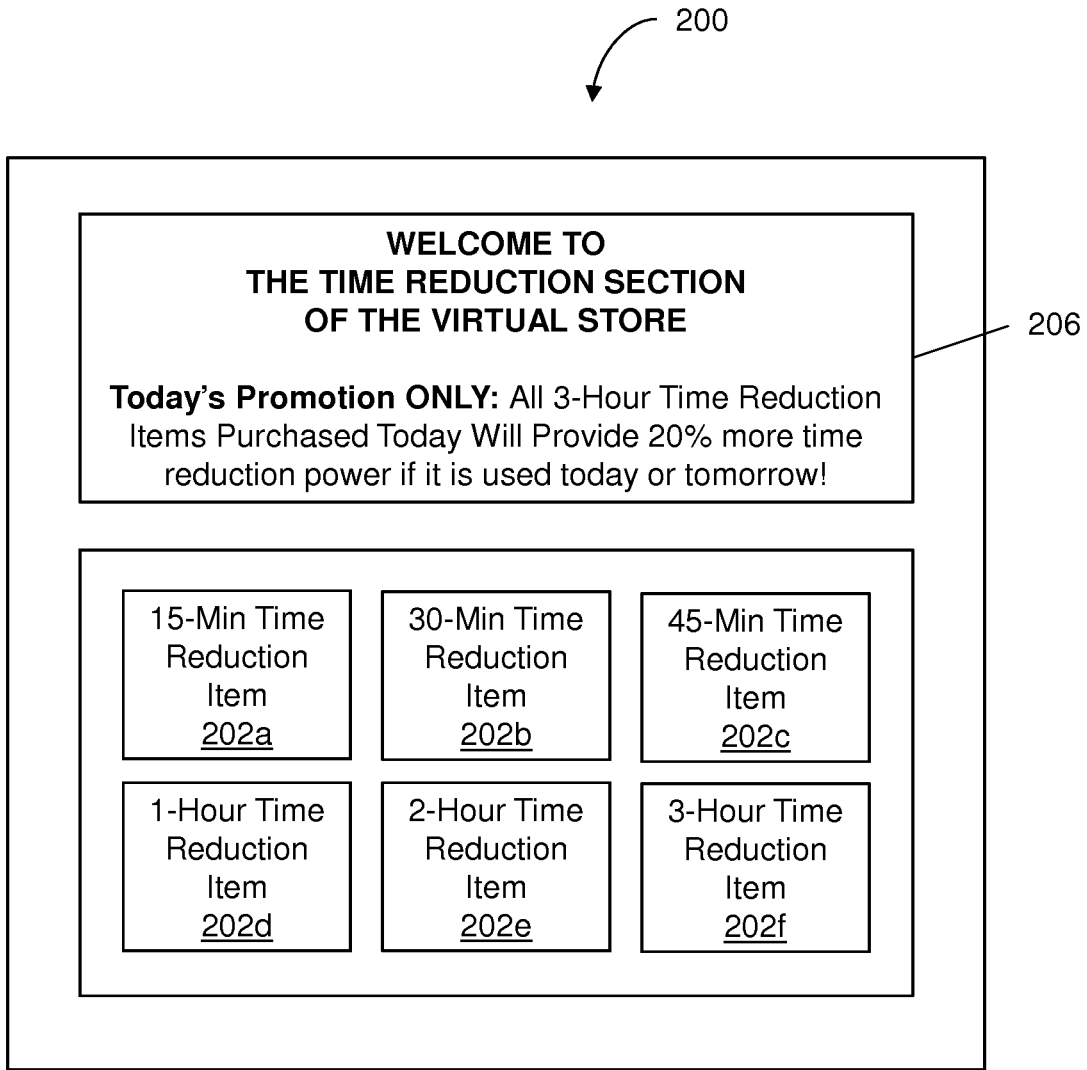 200
WELCOME TO
THE TIME REDUCTION SECTION
OF THE VIRTUAL STORE
206
Today's Promotion ONLY: All 3-Hour Time Reduction
Items Purchased Today Will Provide 20% more time
reduction power if it is used today or tomorrow!
15-Min Time
Reduction
Item
202a
30-Min Time
Reduction
Item
202b
45-Min Time
Reduction
Item
202c
1-Hour Time
Reduction
Item
202d
2-Hour Time
Reduction
Item
202e
3-Hour Time
Reduction
Item
202f